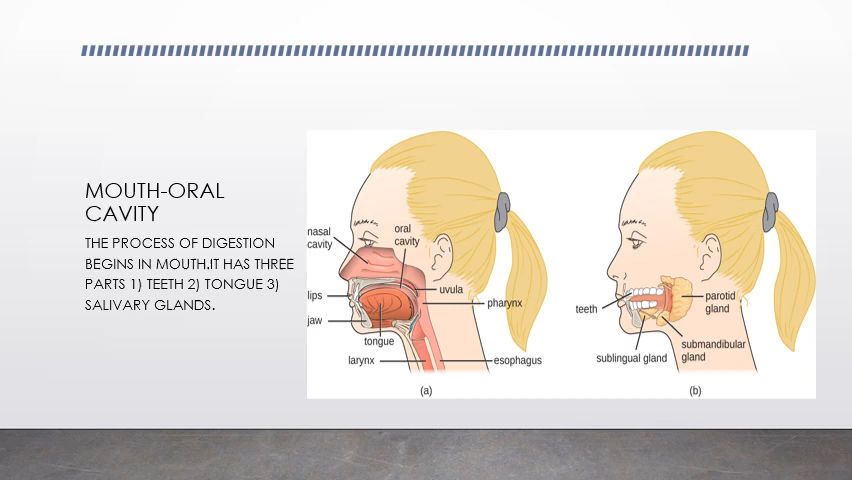 MOUTH-ORAL
CAVITY
THE PROCESS OF DIGESTION
BEGINS IN MOUTH.IT HAS THREE
PARTS 1) TEETH 2) TONGUE 3)
SALIVARY GLANDS.
nasal
cavity
oral
cavity
lips
uvula
pharynx
jaw
tongue
larynx
esophagus
(a)
teeth
parotid
gland
submandibular
gland
sublingual gland
(b)